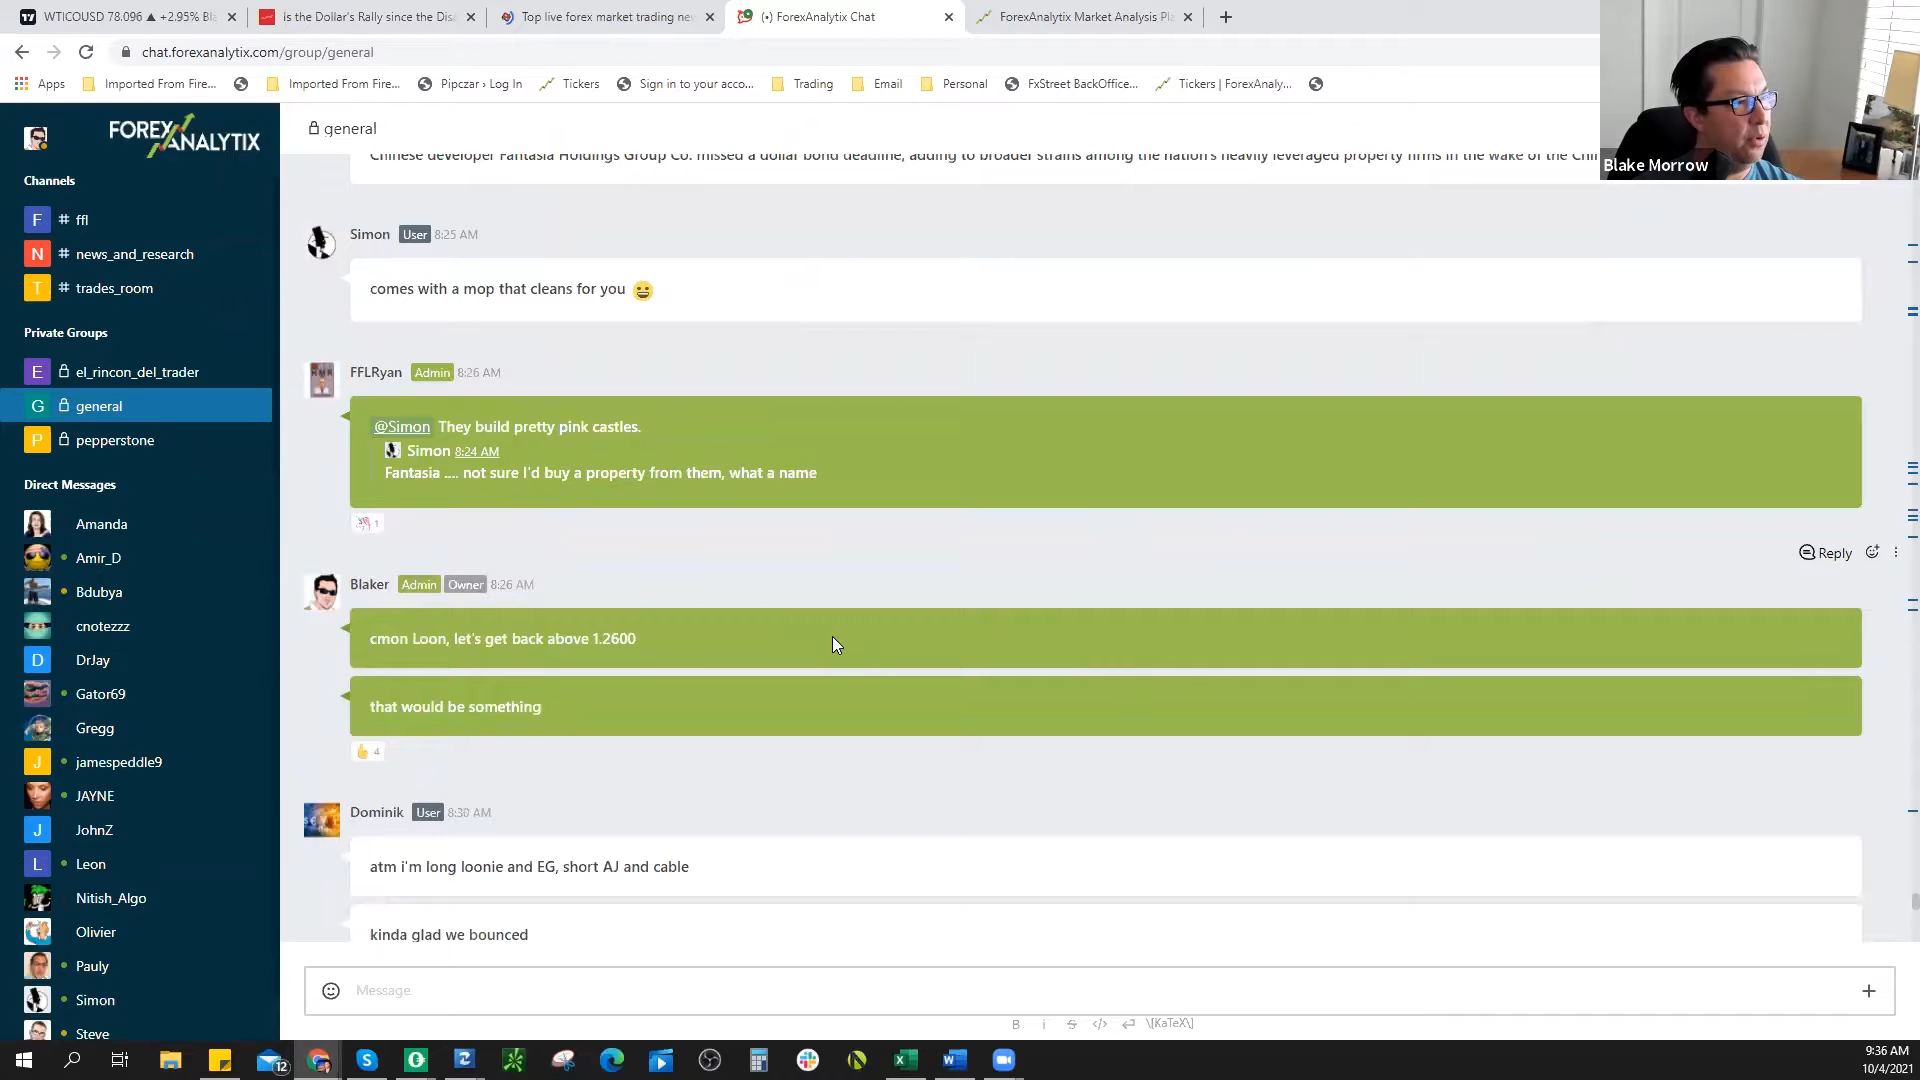 WTICOUSD 78.096 ▲ +2.95% Bla
Is the Dollar's Rally since the Disa
Top live forex market trading new
(•) ForexAnalytix Chat
ForexAnalytix Market Analysis Pla
chat.forexanalytix.com/group/general
Apps
Imported From Fire...
Imported From Fire...
Pipczar › Log In
Tickers
Sign in to your acco...
Trading
Email
Personal
FxStreet BackOffice...
Tickers | ForexAnaly...
Blake Morrow
FOREX
ANALYTIX
Channels
F # ffl
N # news_and_research
T # trades_room
Private Groups
E el_rincon_del_trader
G general
P pepperstone
Direct Messages
Amanda
Amir_D
Bdubya
cnotezzz
D DrJay
Gator69
Gregg
J jamespeddle9
JAYNE
J JohnZ
L Leon
Nitish_Algo
Olivier
Pauly
Simon
Steve
general
Chinese developer Fantasia Holdings Group Co. missed a dollar bond deadline, adding to broader strains among the nation's heavily leveraged property firms in the wake of the Chi
Simon User 8:25 AM
comes with a mop that cleans for you
FFLRyan Admin 8:26 AM
@Simon They build pretty pink castles.
Simon 8:24 AM
Fantasia ..... not sure I'd buy a property from them, what a name
1
Reply
Blaker Admin Owner 8:26 AM
cmon Loon, let's get back above 1.2600
that would be something
4
Dominik User 8:30 AM
atm i'm long loonie and EG, short AJ and cable
kinda glad we bounced
Message
B i S </> \[KaTeX\]
12
9:36 AM
10/4/2021